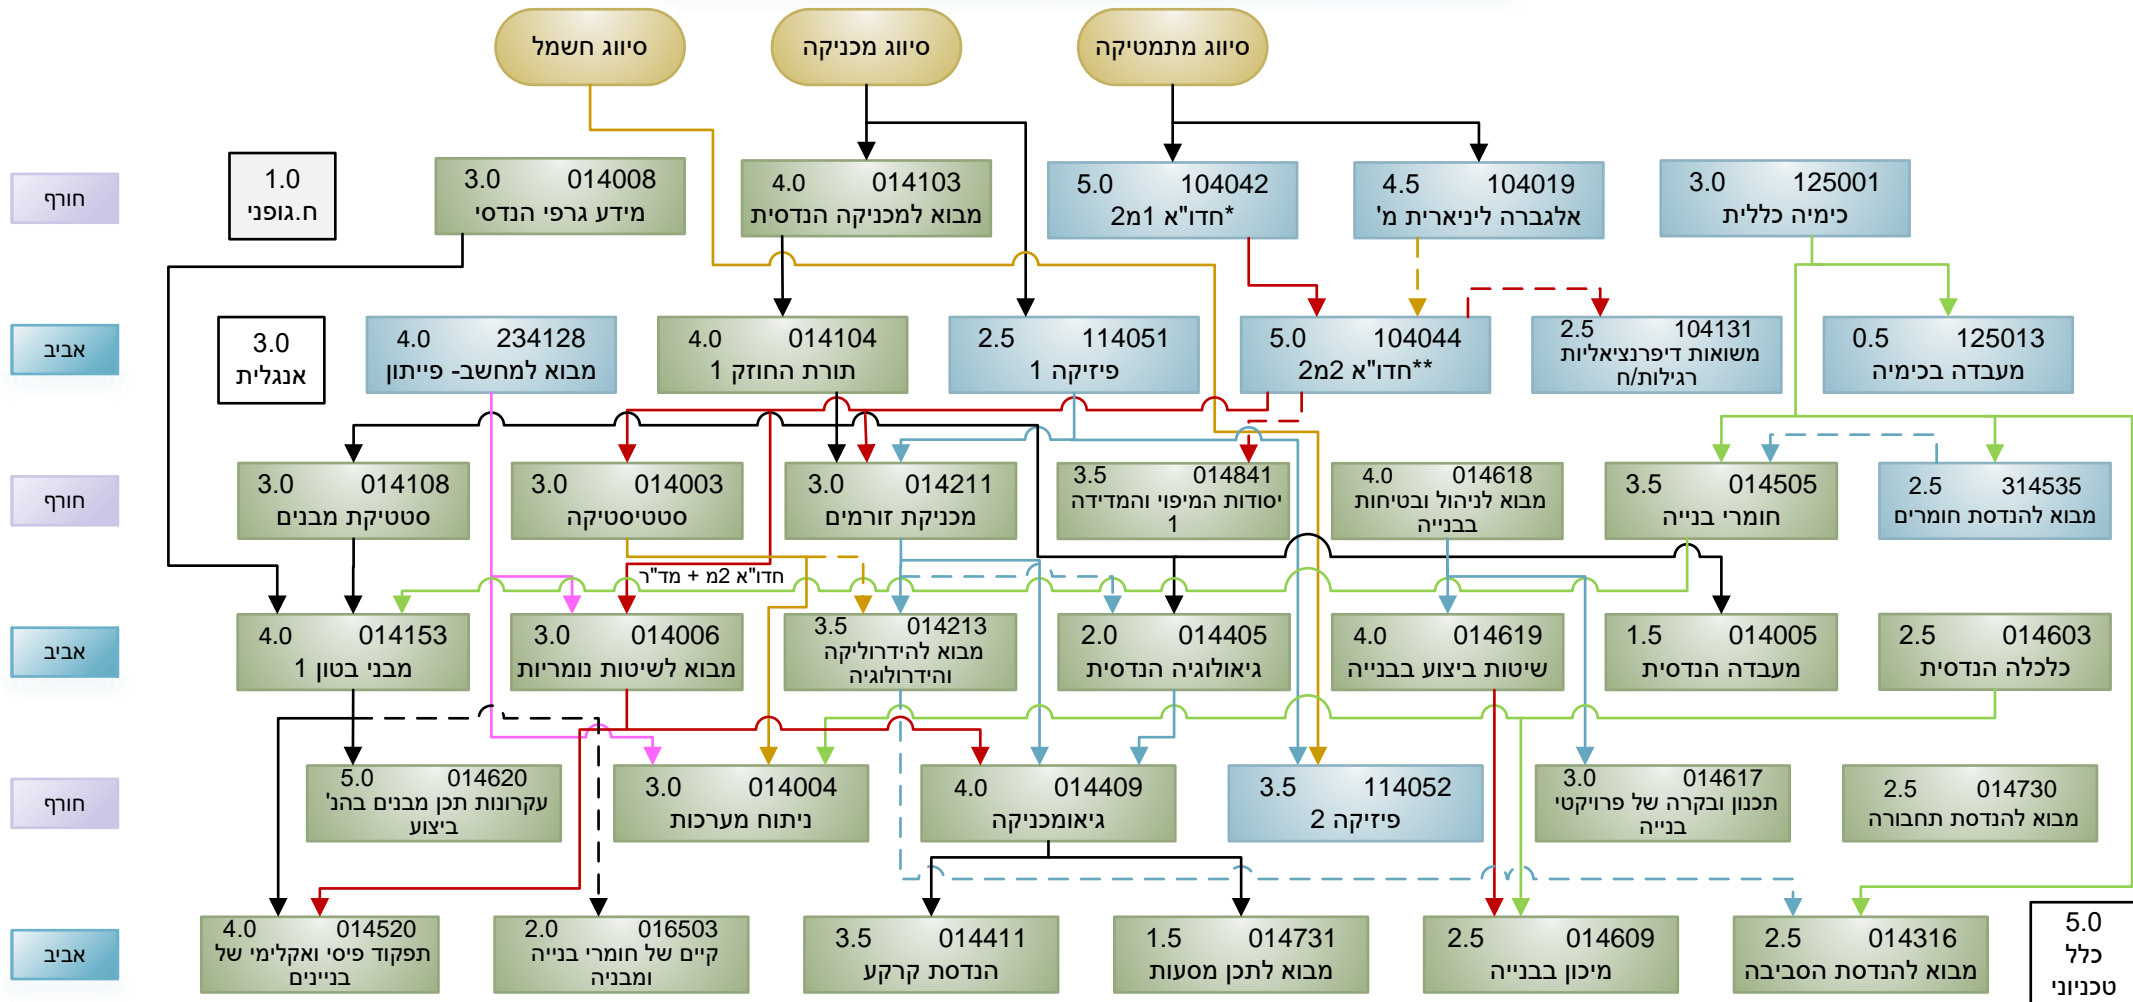 סיווג מתמטיקה
סיווג מכניקה
סיווג חשמל
125001 3.0
כימיה כללית
104019 4.5
אלגברה ליניארית מ'
104042 5.0
*חדו"א 1מ2
014103 4.0
מבוא למכניקה הנדסית
014008 3.0
מידע גרפי הנדסי
1.0
ח.גופני
חורף
125013 0.5
מעבדה בכימיה
104131 2.5
משואות דיפרנציאליות
רגילות/ח
104044 5.0
**חדו"א 2מ2
114051 2.5
פיזיקה 1
014104 4.0
תורת החוזק 1
234128 4.0
מבוא למחשב- פייתון
3.0
אנגלית
אביב
314535 2.5
מבוא להנדסת חומרים
014505 3.5
חומרי בנייה
014618 4.0
מבוא לניהול ובטיחות
בבנייה
014841 3.5
יסודות המיפוי והמדידה
1
014211 3.0
מכניקת זורמים
014003 3.0
סטטיסטיקה
014108 3.0
סטטיקת מבנים
חורף
חדו"א 2מ + מד"ר
014603 2.5
כלכלה הנדסית
014005 1.5
מעבדה הנדסית
014619 4.0
שיטות ביצוע בבנייה
014405 2.0
גיאולוגיה הנדסית
014213 3.5
מבוא להידרוליקה
והידרולוגיה
014006 3.0
מבוא לשיטות נומריות
014153 4.0
מבני בטון 1
אביב
014730 2.5
מבוא להנדסת תחבורה
014617 3.0
תכנון ובקרה של פרויקטי
בנייה
114052 3.5
פיזיקה 2
014409 4.0
גיאומכניקה
014004 3.0
ניתוח מערכות
014620 5.0
עקרונות תכן מבנים בהנ'
ביצוע
חורף
5.0
כלל
טכניוני
014316 2.5
מבוא להנדסת הסביבה
014609 2.5
מיכון בבנייה
014731 1.5
מבוא לתכן מסעות
014411 3.5
הנדסת קרקע
016503 2.0
קיים של חומרי בנייה
ומבניה
014520 4.0
תפקוד פיסי ואקלימי של
בניינים
אביב